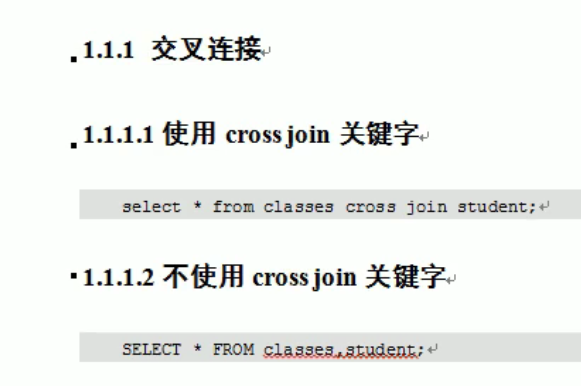 1.1.1 交叉连接
1.1.1.1 使用 cross join 关键字
select * from classes cross join student;
1.1.1.2 不使用 cross join 关键字
SELECT * FROM classes,student;